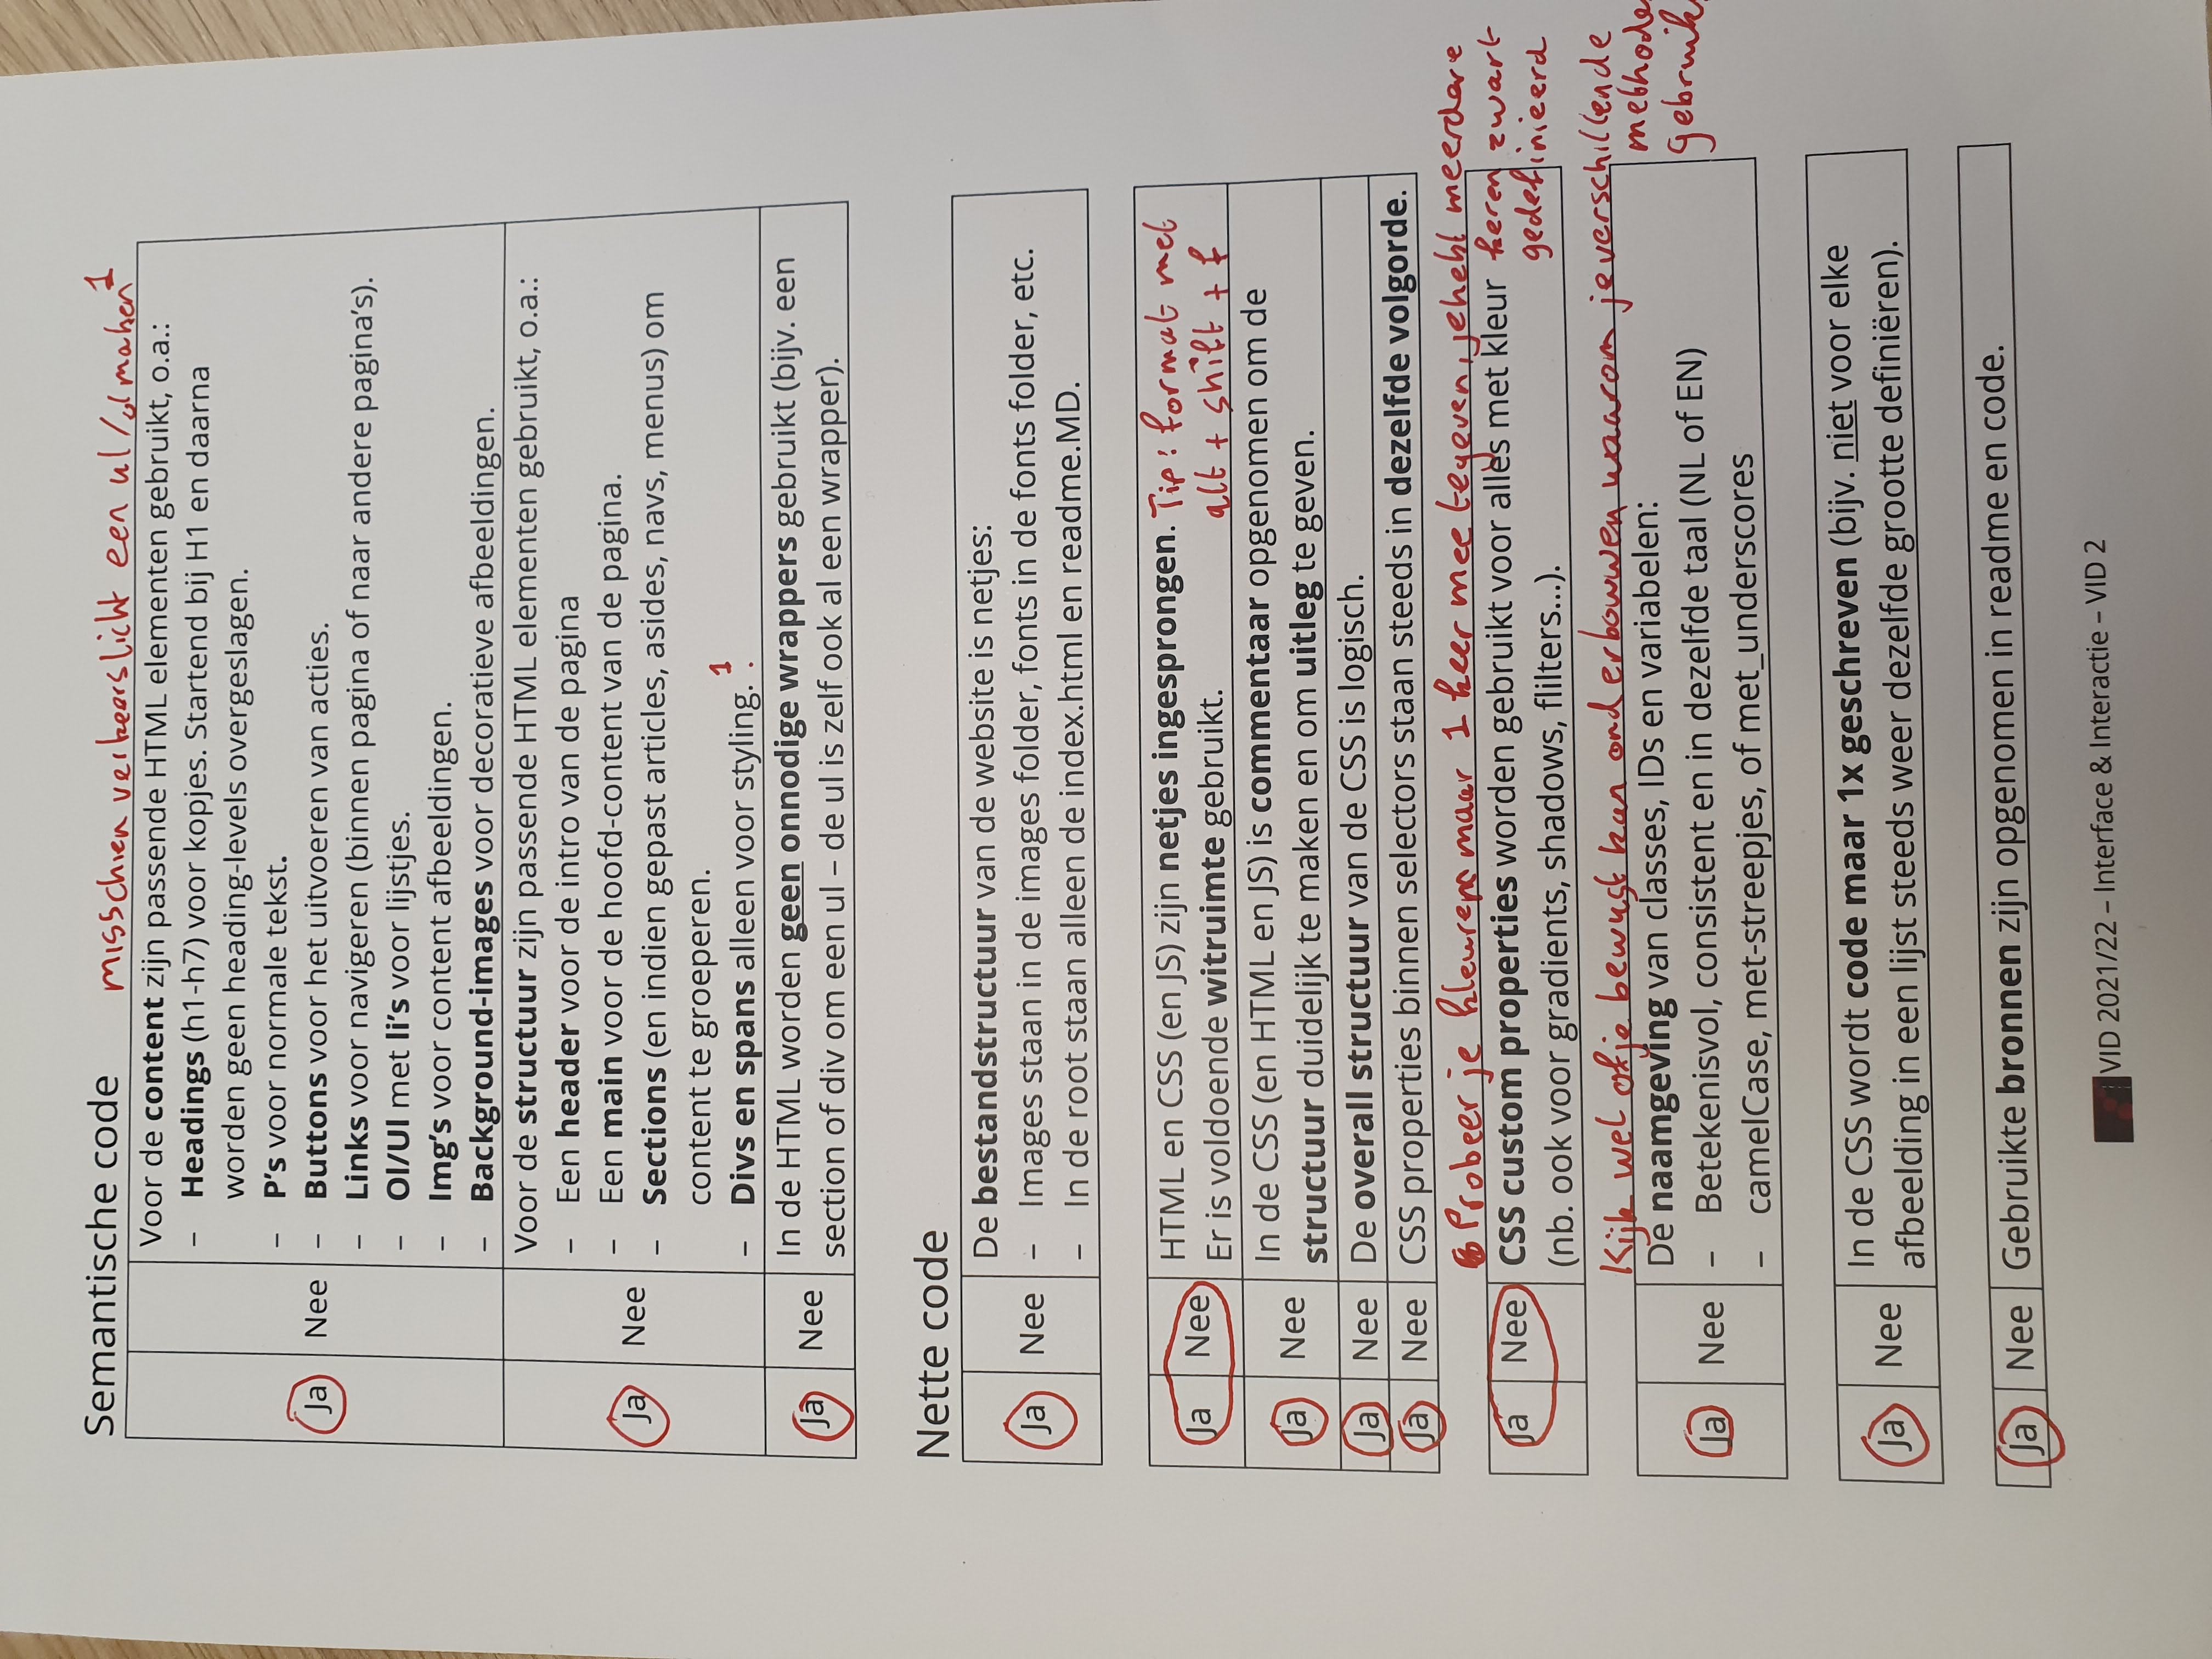 Semantische code
misschien verkeerslicht een ul/ol maken 1
Voor de content zijn passende HTML elementen gebruikt, o.a.:
– Headings (h1-h7) voor kopjes. Startend bij H1 en daarna
worden geen heading-levels overgeslagen.
– P's voor normale tekst.
Ja Nee – Buttons voor het uitvoeren van acties.
– Links voor navigeren (binnen pagina of naar andere pagina's).
– Ol/Ul met li's voor lijstjes.
– Img's voor content afbeeldingen.
– Background-images voor decoratieve afbeeldingen.
Voor de structuur zijn passende HTML elementen gebruikt, o.a.:
– Een header voor de intro van de pagina
– Een main voor de hoofd-content van de pagina.
Ja Nee – Sections (en indien gepast articles, asides, navs, menus) om
content te groeperen.
– Divs en spans alleen voor styling. 1.
In de HTML worden geen onnodige wrappers gebruikt (bijv. een
Ja Nee section of div om een ul – de ul is zelf ook al een wrapper).
Nette code
De bestandstructuur van de website is netjes:
Ja Nee – Images staan in de images folder, fonts in de fonts folder, etc.
– In de root staan alleen de index.html en readme.MD.
HTML en CSS (en JS) zijn netjes ingesprongen. Tip: format met
Ja Nee Er is voldoende witruimte gebruikt. alt + shift + f
In de CSS (en HTML en JS) is commentaar opgenomen om de
Ja Nee structuur duidelijk te maken en om uitleg te geven.
Ja Nee De overall structuur van de CSS is logisch.
Ja Nee CSS properties binnen selectors staan steeds in dezelfde volgorde.
Probeer je kleuren maar 1 keer mee te geven, je hebt meerdere
Ja Nee CSS custom properties worden gebruikt voor alles met kleur keren zwart
(nb. ook voor gradients, shadows, flilters...). gedefinieerd
Kijk wel of je bewust kan onderbouwen waarom je verschillende
methode
De naamgeving van classes, IDs en variabelen:
gebruik
Ja Nee – Betekenisvol, consistent en in dezelfde taal (NL of EN)
– camelCase, met-streepjes, of met_underscores
In de CSS wordt code maar 1x geschreven (bijv. niet voor elke
Ja Nee afbeelding in een lijst steeds weer dezelfde grootte definiëren).
Ja Nee Gebruikte bronnen zijn opgenomen in readme en code.
VID 2021/22 – Interface & Interactie – VID 2